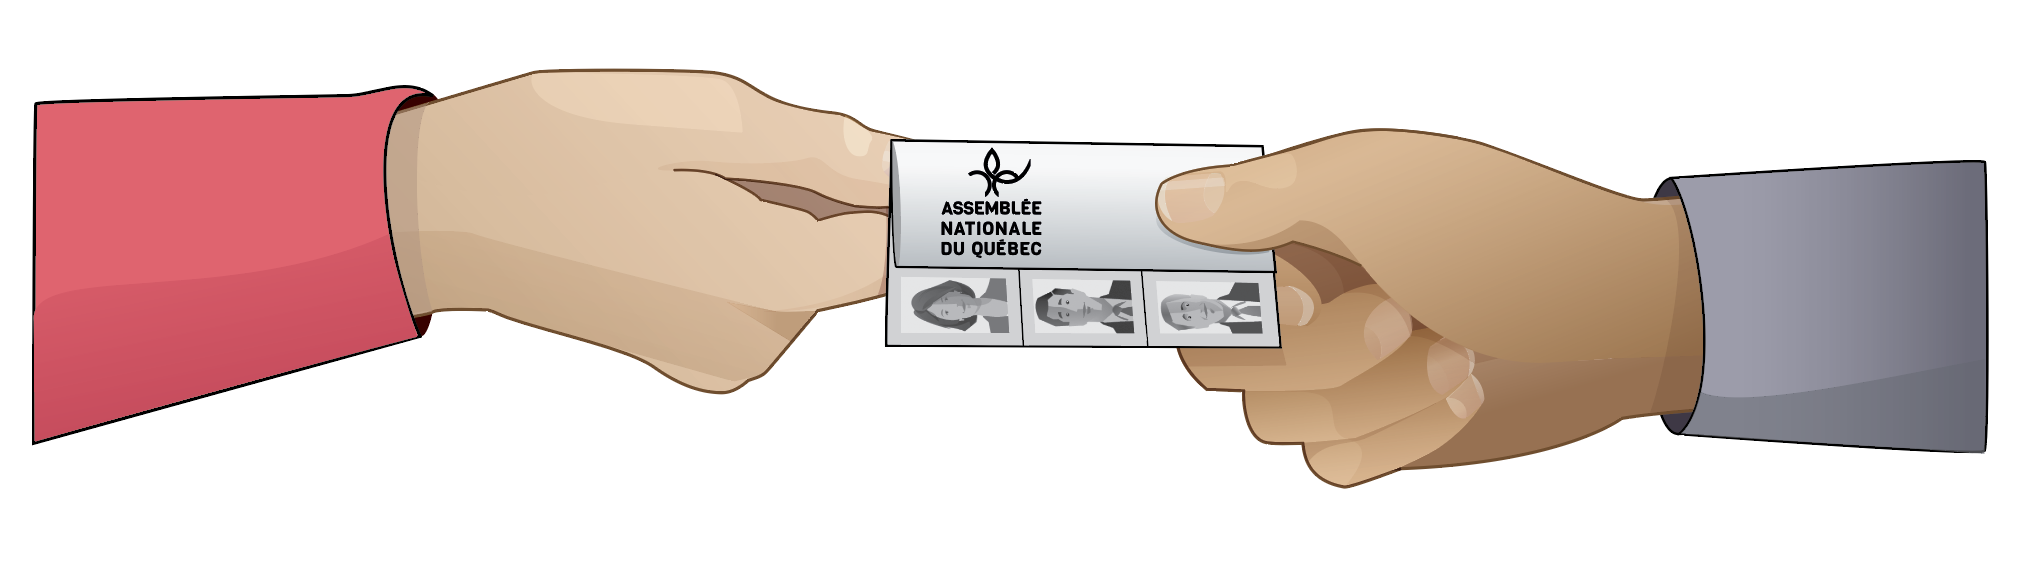 ASSEMBLÉE
NATIONALE
DU QUÉBEC